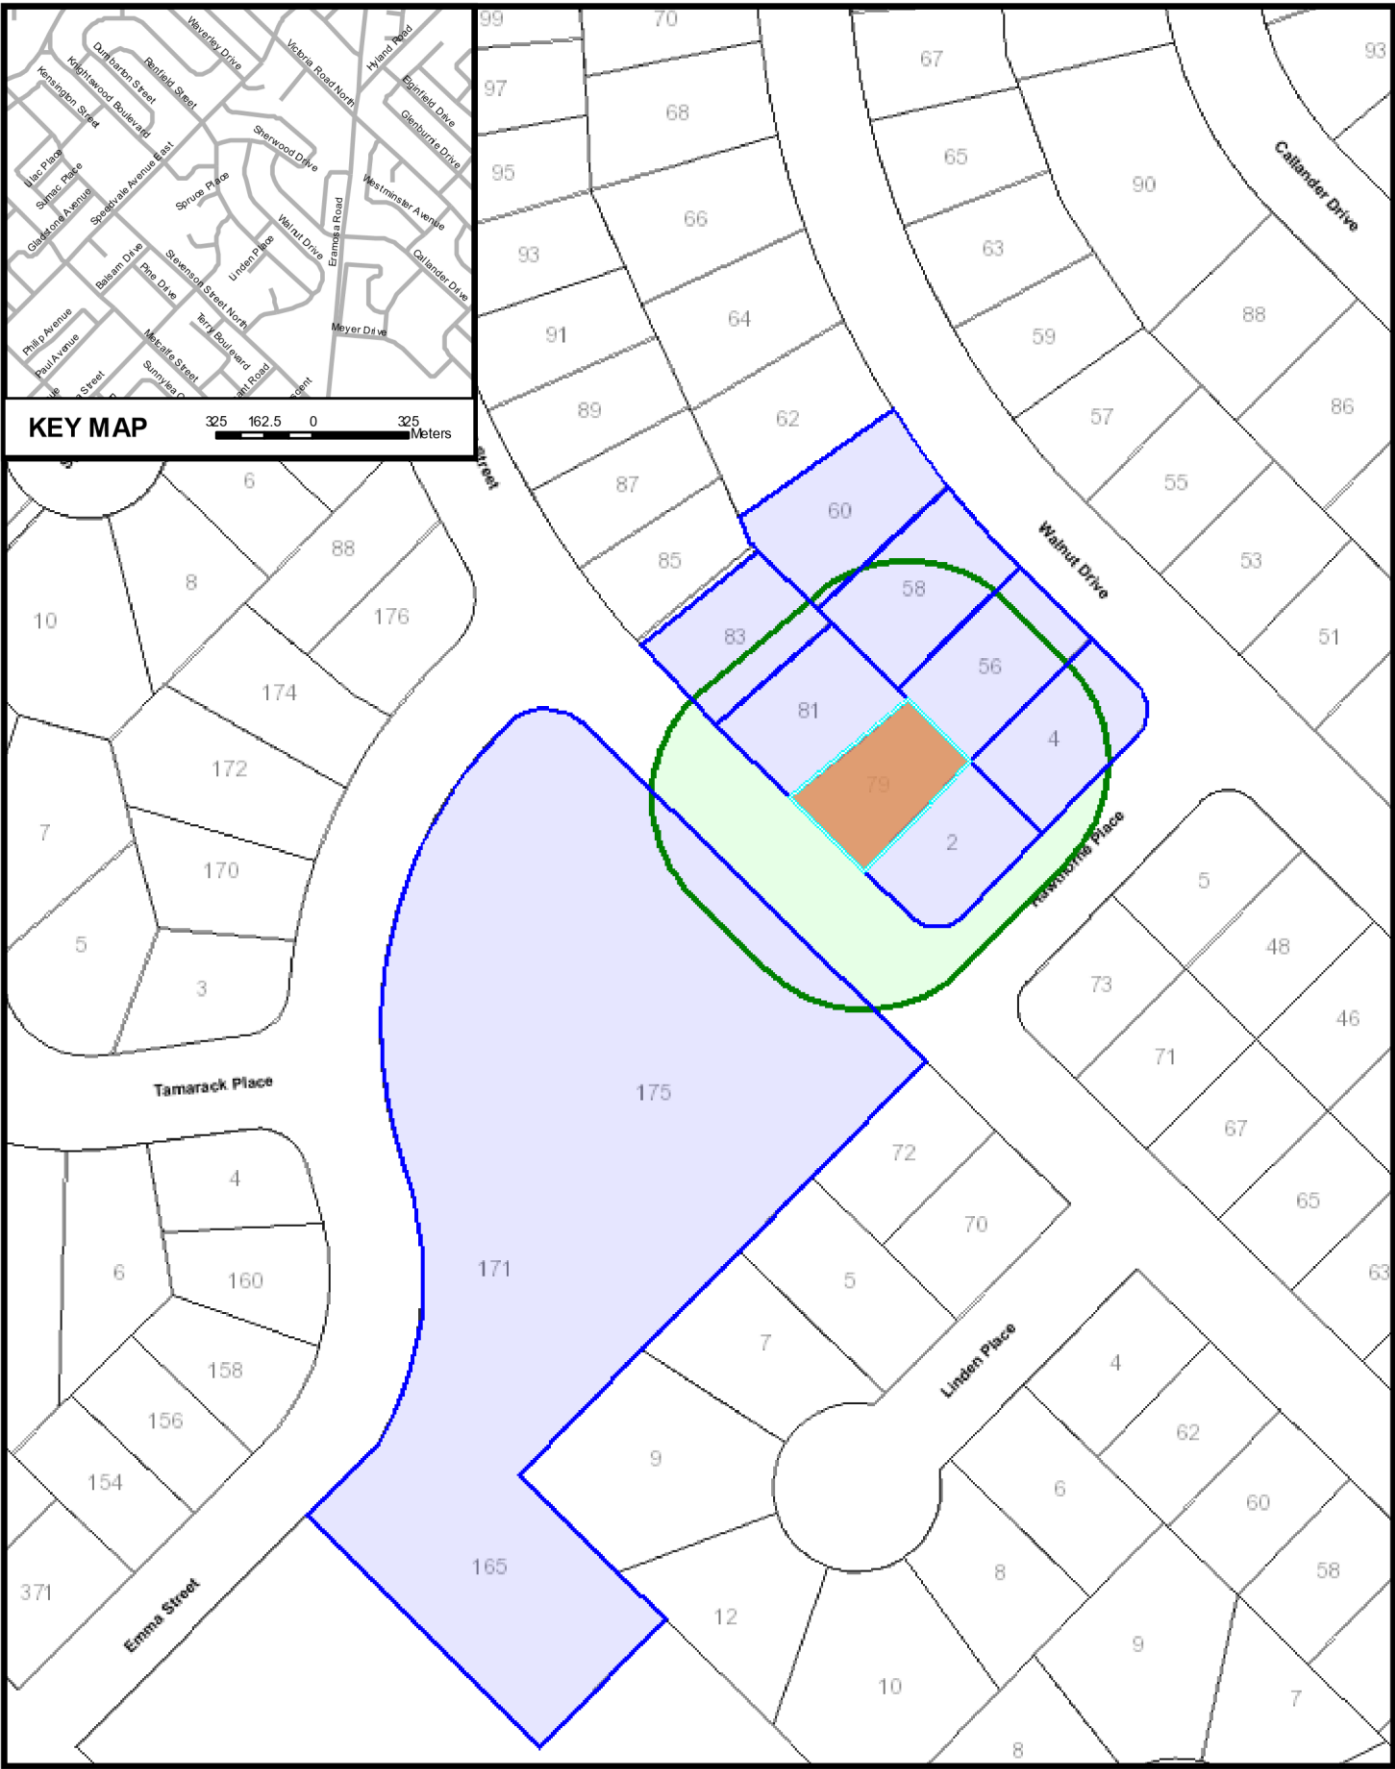 Waverley Drive
Victoria Road North
Hyland Road
Dumbarton Street
Renfield Street
Knightswood Boulevard
Kensington Street
Elginfield Drive
Glenburnie Drive
Sherwood Drive
Lilac Place
Sumac Place
Gladstone Avenue
Speedvale Avenue East
Spruce Place
Westminster Avenue
Walnut Drive
Eramosa Road
Linden Place
Callander Drive
Balsam Drive
Pine Drive
Stevenson Street North
Meyer Drive
Philip Avenue
Paul Avenue
Metcalfe Street
Terry Boulevard
Street
ant Road
KEY MAP
325 162.5 0 325
Meters
99
70
67
93
97
68
95
65
90
Callander Drive
66
93
63
64
88
91
59
89
62
57
86
treet
87
55
6
60
88
85
53
Walnut Drive
8
58
176
10
83
51
56
174
81
4
172
79
7
2
Hawthorne Place
170
5
5
48
73
3
46
71
Tamarack Place
175
67
72
4
65
70
171
6
160
5
63
7
158
4
Linden Place
156
62
9
154
6
60
165
8
58
371
12
Emma Street
9
10
7
8